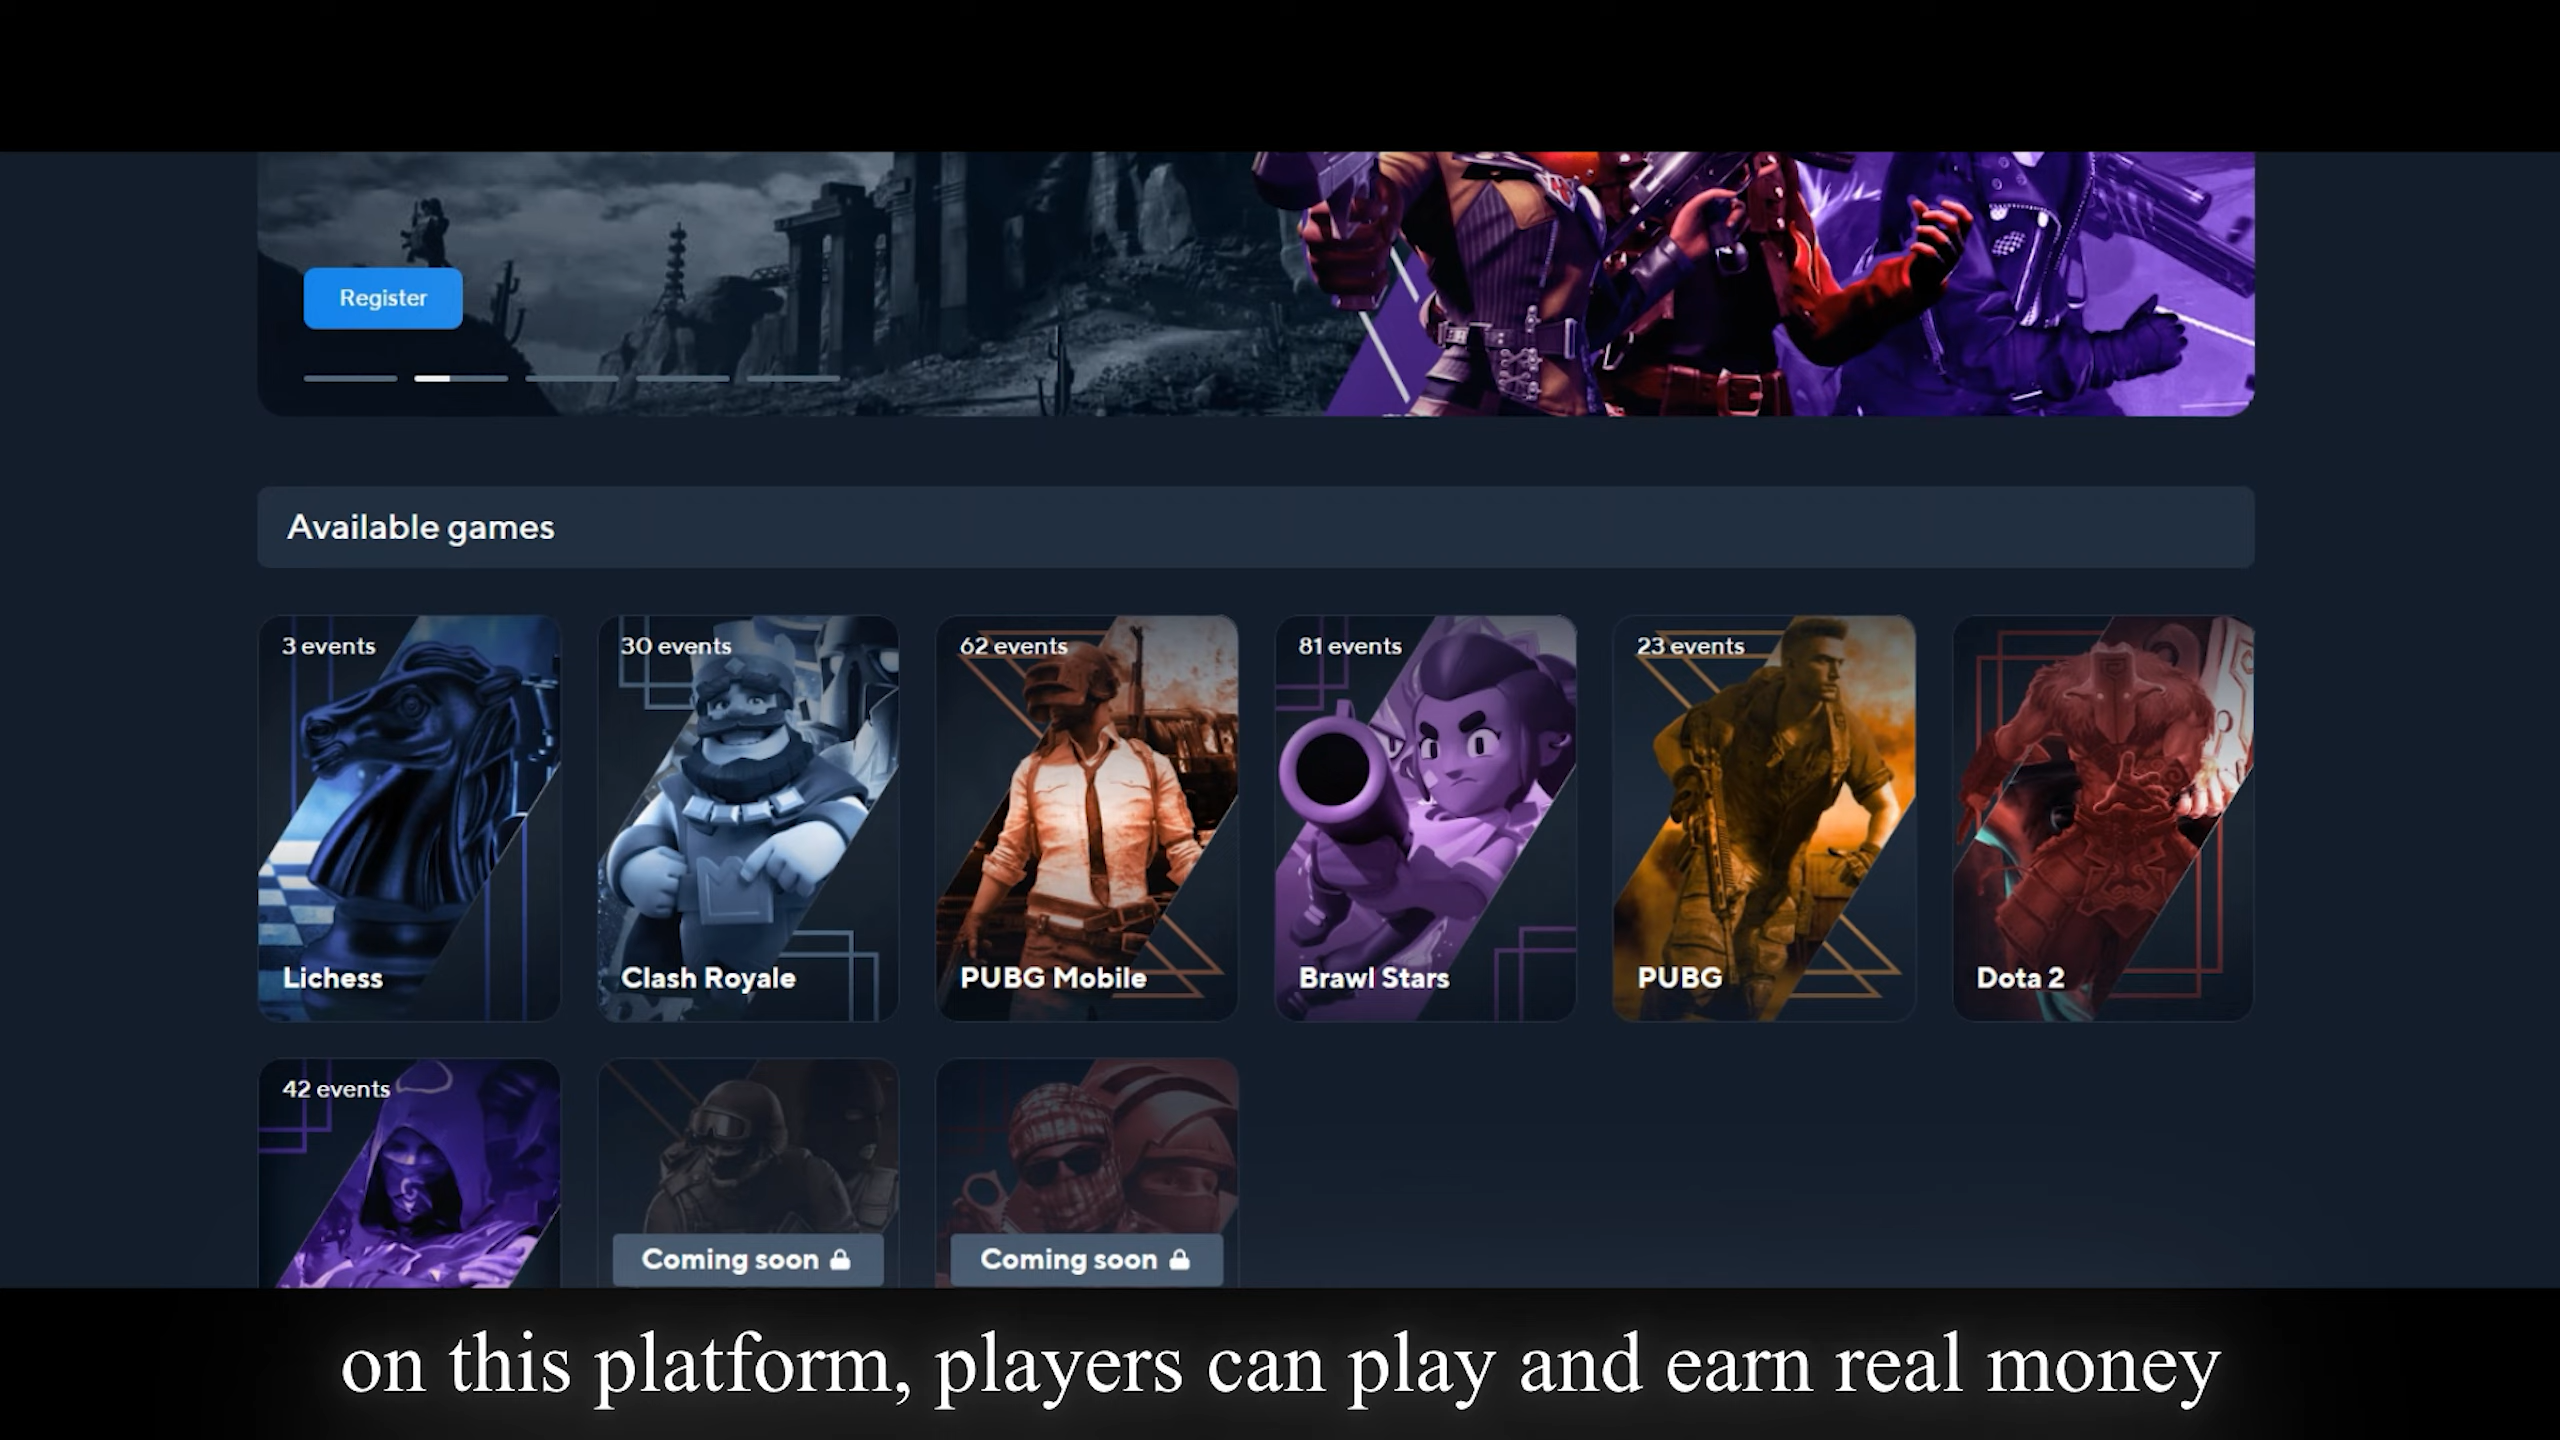 Register
Available games
3 events
30 events
62 events
81 events
23 events
Lichess
Clash Royale
PUBG Mobile
Brawl Stars
PUBG
Dota 2
42 events
Coming soon
Coming soon
on this platform, players can play and earn real money